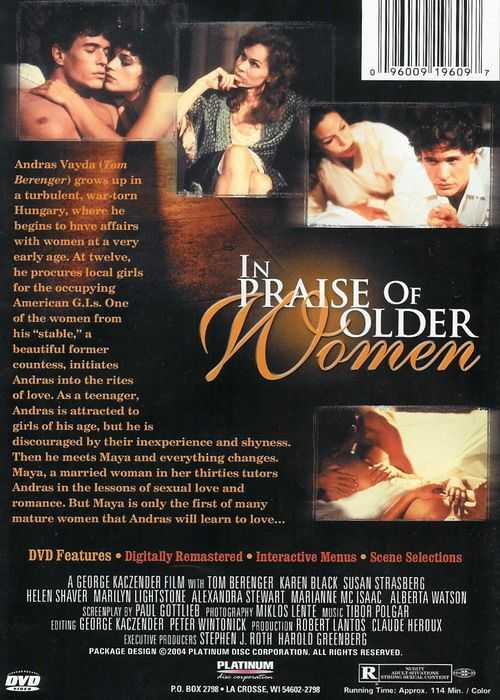 0 96009 19609 7
Andras Vayda (Tom
Berenger) grows up in
a turbulent, war-torn
Hungary, where he
begins to have affairs
with women at a very
early age. At twelve,
he procures local girls
for the occupying
American G.I.s. One
of the women from
his “stable,” a
beautiful former
countess, initiates
Andras into the rites
of love. As a teenager,
Andras is attracted to
girls of his age, but he is
discouraged by their inexperience and shyness.
Then he meets Maya and everything changes.
Maya, a married woman in her thirties tutors
Andras in the lessons of sexual love and
romance. But Maya is only the first of many
mature women that Andras will learn to love...
IN
PRAISE OF
OLDER
Women
DVD Features • Digitally Remastered • Interactive Menus • Scene Selections
A GEORGE KACZENDER FILM WITH TOM BERENGER KAREN BLACK SUSAN STRASBERG
HELEN SHAVER MARILYN LIGHTSTONE ALEXANDRA STEWART MARIANNE MC ISAAC ALBERTA WATSON
SCREENPLAY BY PAUL GOTTLIEB PHOTOGRAPHY MIKLOS LENTE MUSIC TIBOR POLGAR
EDITING GEORGE KACZENDER PETER WINTONICK PRODUCTION ROBERT LANTOS CLAUDE HEROUX
EXECUTIVE PRODUCERS STEPHEN J. ROTH HAROLD GREENBERG
PACKAGE DESIGN ©2004 PLATINUM DISC CORPORATION. ALL RIGHTS RESERVED.
DVD
VIDEO
PLATINUM
disc corporation
P.O. BOX 2798 • LA CROSSE, WI 54602-2798
R
NUDITY
ADULT SITUATIONS
STRONG SEXUAL CONTENT
Running Time: Approx. 114 Min. / Color